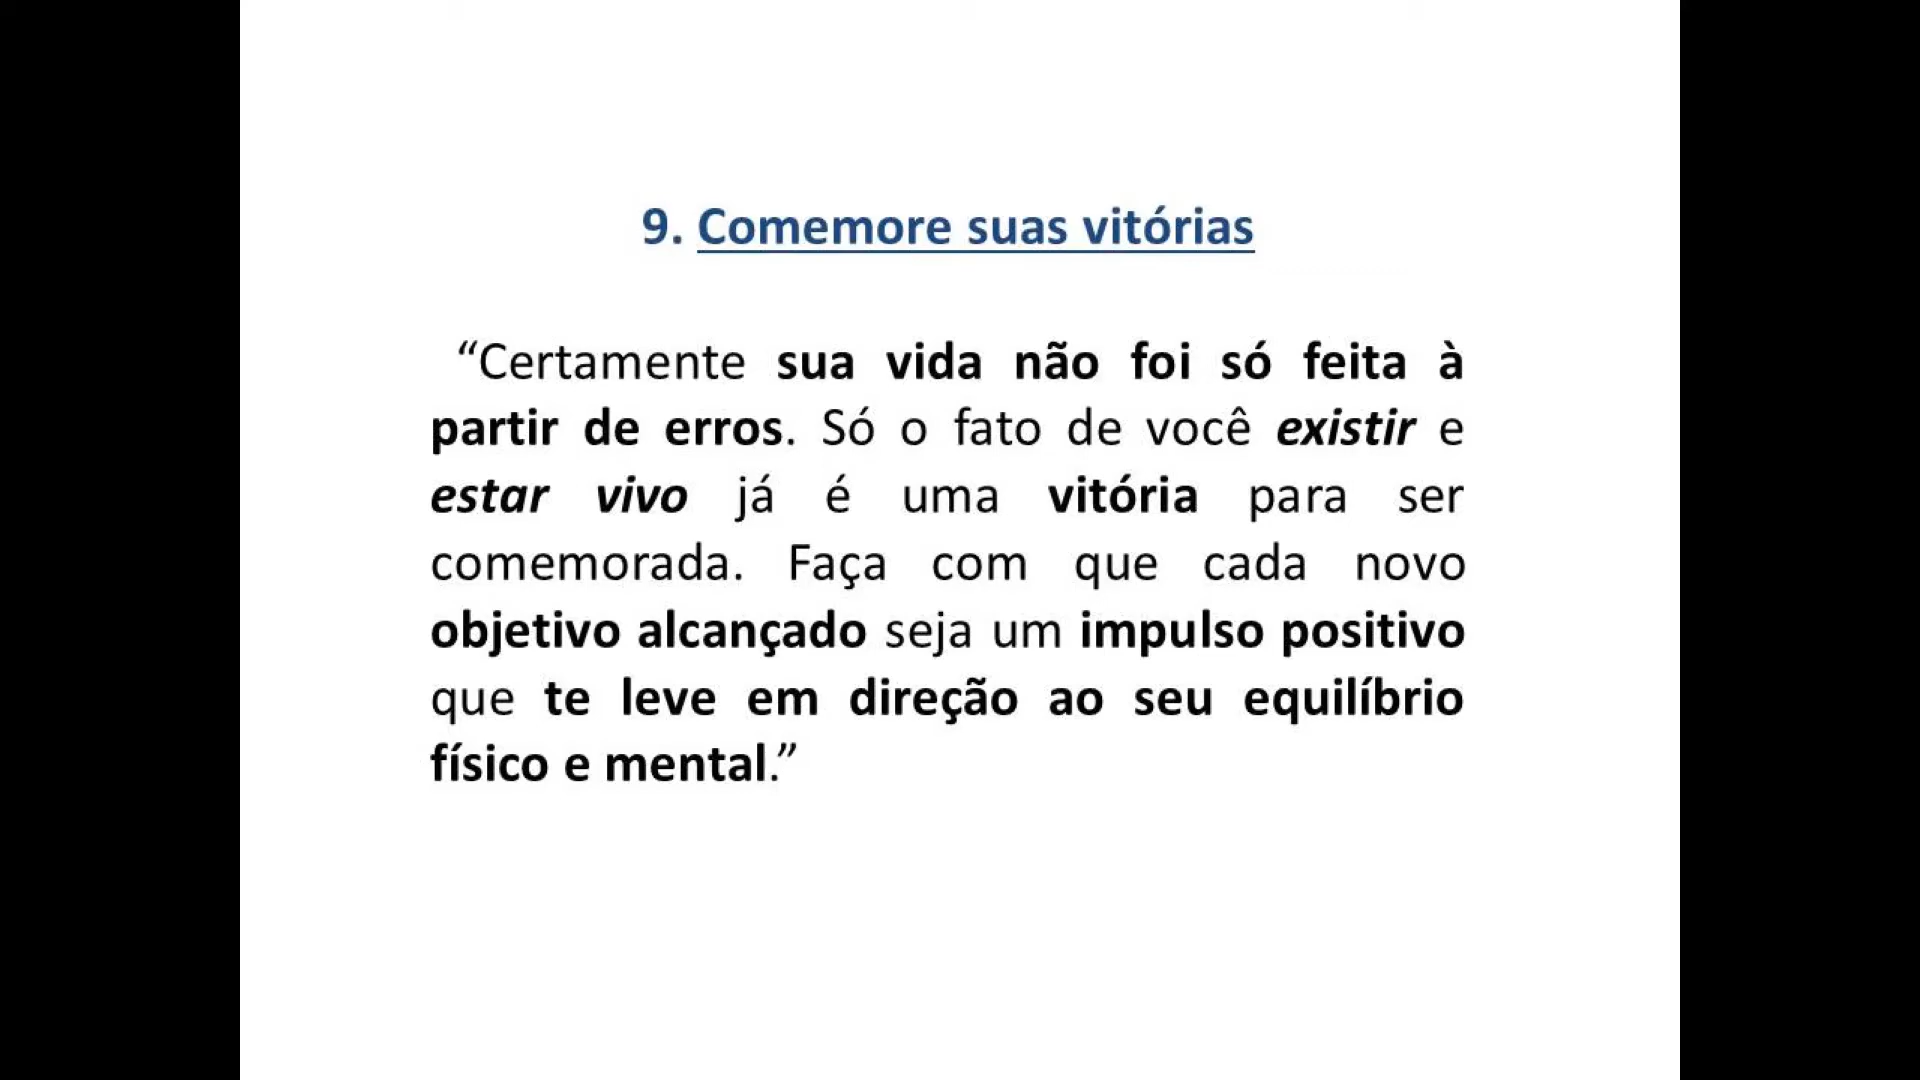 9. Comemore suas vitórias
“Certamente sua vida não foi só feita à
partir de erros. Só o fato de você existir e
estar vivo já é uma vitória para ser
comemorada. Faça com que cada novo
objetivo alcançado seja um impulso positivo
que te leve em direção ao seu equilíbrio
físico e mental.”